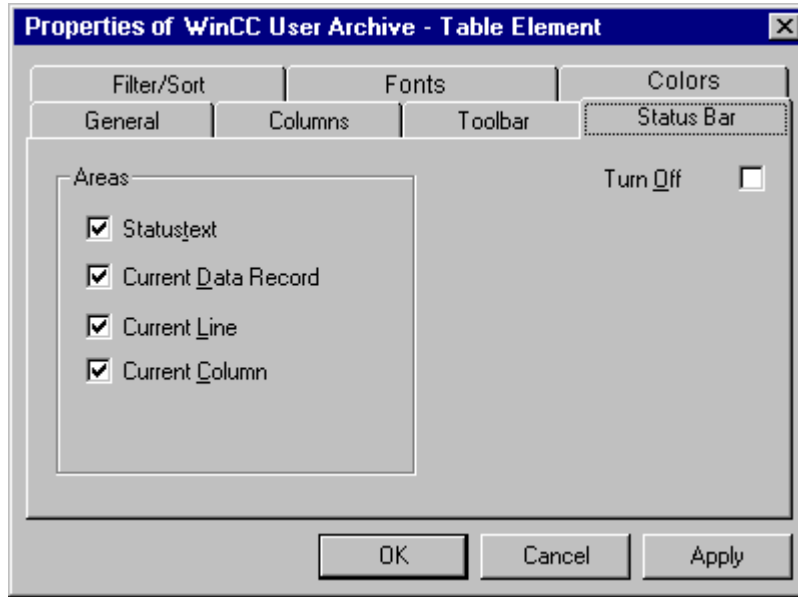 Properties of WinCC User Archive - Table Element
Filter/Sort Fonts Colors
General Columns Toolbar Status Bar
Areas Turn Off
Statustext
Current Data Record
Current Line
Current Column
OK Cancel Apply